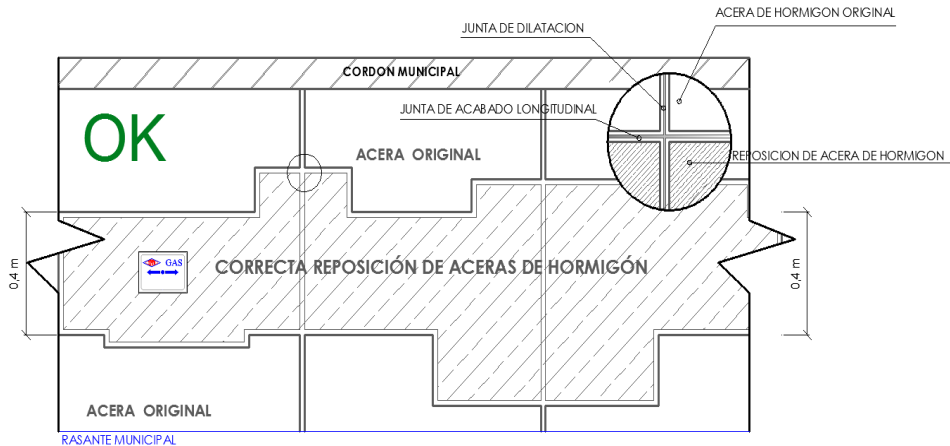 ACERA DE HORMIGON ORIGINAL
JUNTA DE DILATACION
CORDON MUNICIPAL
JUNTA DE ACABADO LONGITUDINAL
OK
ACERA ORIGINAL
REPOSICION DE ACERA DE HORMIGON
GAS
CORRECTA REPOSICIÓN DE ACERAS DE HORMIGÓN
0,4 m
0,4 m
ACERA ORIGINAL
RASANTE MUNICIPAL